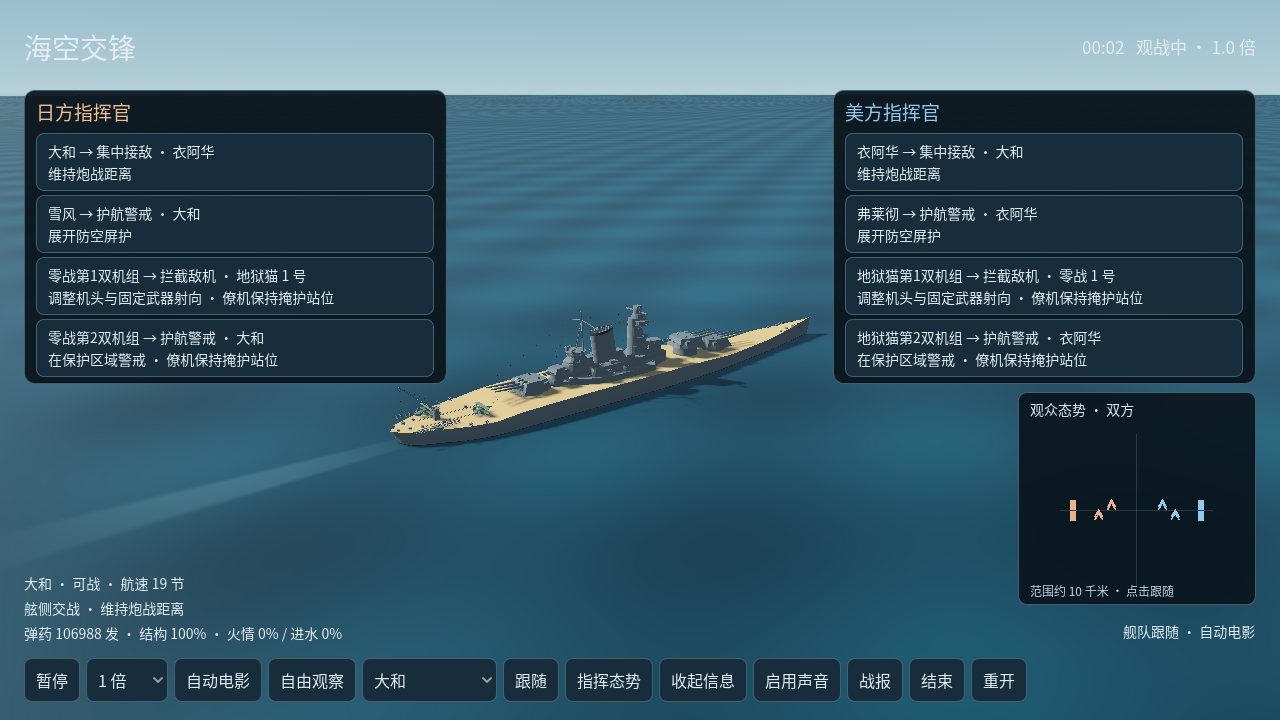 海空交锋
00:02 观战中 · 1.0 倍
日方指挥官
大和 → 集中接敌 · 衣阿华
维持炮战距离
雪风 → 护航警戒 · 大和
展开防空屏护
零战第1双机组 → 拦截敌机 · 地狱猫 1 号
调整机头与固定武器射向 · 僚机保持掩护站位
零战第2双机组 → 护航警戒 · 大和
在保护区域警戒 · 僚机保持掩护站位
美方指挥官
衣阿华 → 集中接敌 · 大和
维持炮战距离
弗莱彻 → 护航警戒 · 衣阿华
展开防空屏护
地狱猫第1双机组 → 拦截敌机 · 零战 1 号
调整机头与固定武器射向 · 僚机保持掩护站位
地狱猫第2双机组 → 护航警戒 · 衣阿华
在保护区域警戒 · 僚机保持掩护站位
观众态势 · 双方
范围约 10 千米 · 点击跟随
大和 · 可战 · 航速 19 节
舷侧交战 · 维持炮战距离
弹药 106988 发 · 结构 100% · 火情 0% / 进水 0%
舰队跟随 · 自动电影
暂停
1 倍
自动电影
自由观察
大和
跟随
指挥态势
收起信息
启用声音
战报
结束
重开